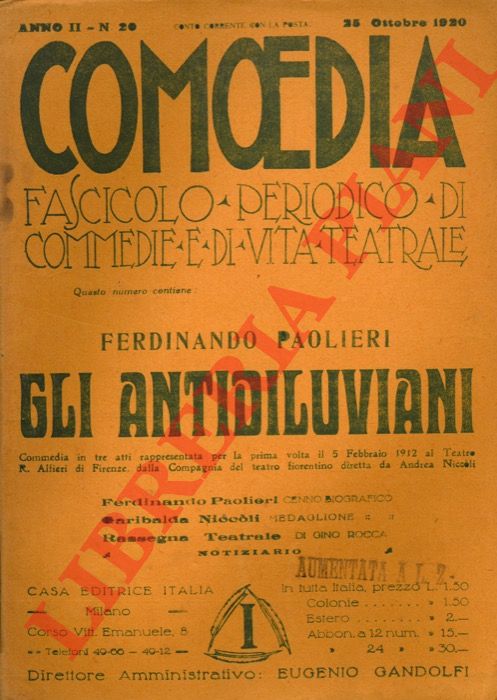 ANNO II - N 20 CONTO CORRENTE CON LA POSTA. 25 Ottobre 1920
COMŒDIA
FASCICOLO · PERIODICO · DI
COMMEDIE · E · DI · VITA · TEATRALE
Questo numero contiene:
FERDINANDO PAOLIERI
GLI ANTIDILUVIANI
Commedia in tre atti rappresentata per la prima volta il 5 Febbraio 1912 al Teatro
R. Alfieri di Firenze, dalla Compagnia del teatro fiorentino diretta da Andrea Niccòli
Ferdinando Paolieri CENNO BIOGRAFICO
Garibalda Niccòli MEDAGLIONE " "
Rassegna Teatrale DI GINO ROCCA
NOTIZIARIO
AUMENTATA A L. 2.-
CASA EDITRICE ITALIA
Milano
Corso Vitt. Emanuele, 8
Telefoni 49-66 - 49-12
I
In tutta Italia, prezzo L. 1.50
Colonie ........ » 1.50
Estero ........ » 2.—
Abbon. a 12 num. » 15.—
» 24 » » 30.—
Direttore Amministrativo: EUGENIO GANDOLFI
LIBRERIA PIANI